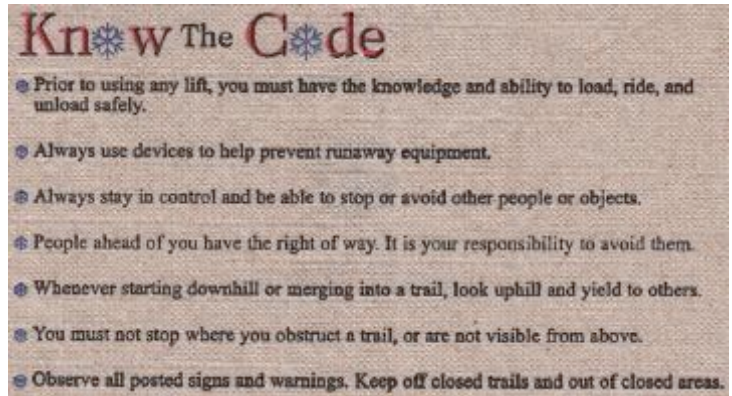 Know The Code
Prior to using any lift, you must have the knowledge and ability to load, ride, and
unload safely.
Always use devices to help prevent runaway equipment.
Always stay in control and be able to stop or avoid other people or objects.
People ahead of you have the right of way. It is your responsibility to avoid them.
Whenever starting downhill or merging into a trail, look uphill and yield to others.
You must not stop where you obstruct a trail, or are not visible from above.
Observe all posted signs and warnings. Keep off closed trails and out of closed areas.